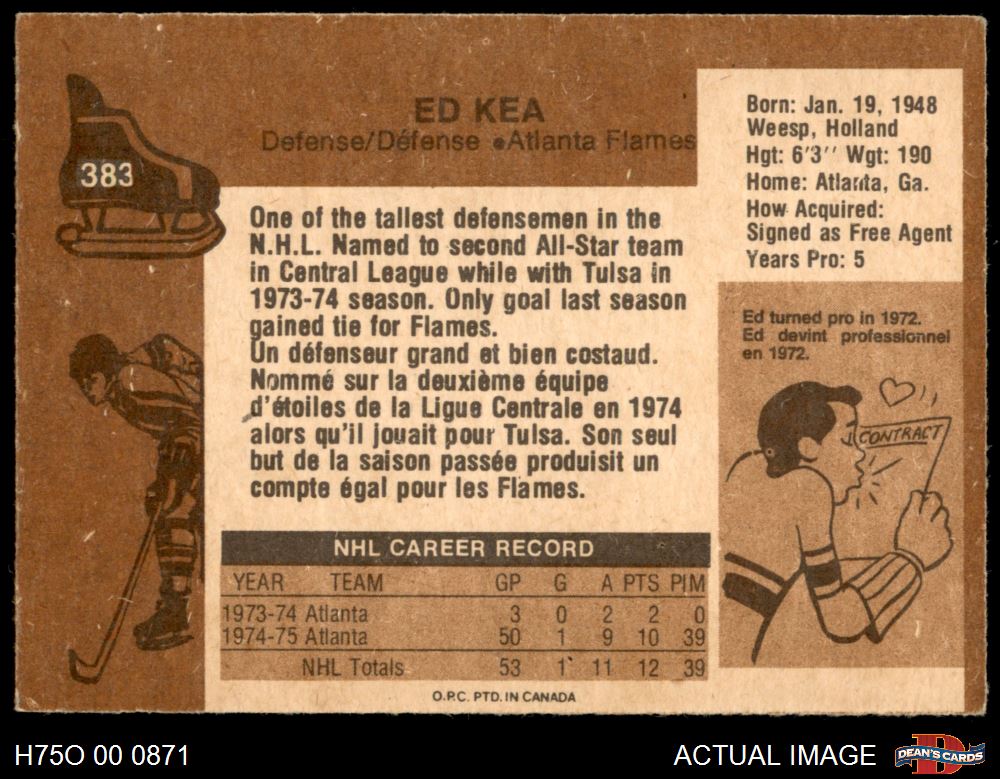 383
ED KEA
Defense/Défense ● Atlanta Flames
Born: Jan. 19, 1948
Weesp, Holland
Hgt: 6'3'' Wgt: 190
Home: Atlanta, Ga.
How Acquired:
Signed as Free Agent
Years Pro: 5
One of the tallest defensemen in the
N.H.L. Named to second All-Star team
in Central League while with Tulsa in
1973-74 season. Only goal last season
gained tie for Flames.
Un défenseur grand et bien costaud.
Nommé sur la deuxième équipe
d'étoiles de la Ligue Centrale en 1974
alors qu'il jouait pour Tulsa. Son seul
but de la saison passée produisit un
compte égal pour les Flames.
Ed turned pro in 1972.
Ed devint professionnel
en 1972.
CONTRACT
NHL CAREER RECORD
YEAR TEAM GP G A PTS PIM
1973-74 Atlanta 3 0 2 2 0
1974-75 Atlanta 50 1 9 10 39
NHL Totals 53 1 11 12 39
O.P.C. PTD. IN CANADA
H75O 00 0871
ACTUAL IMAGE
DEAN'S CARDS